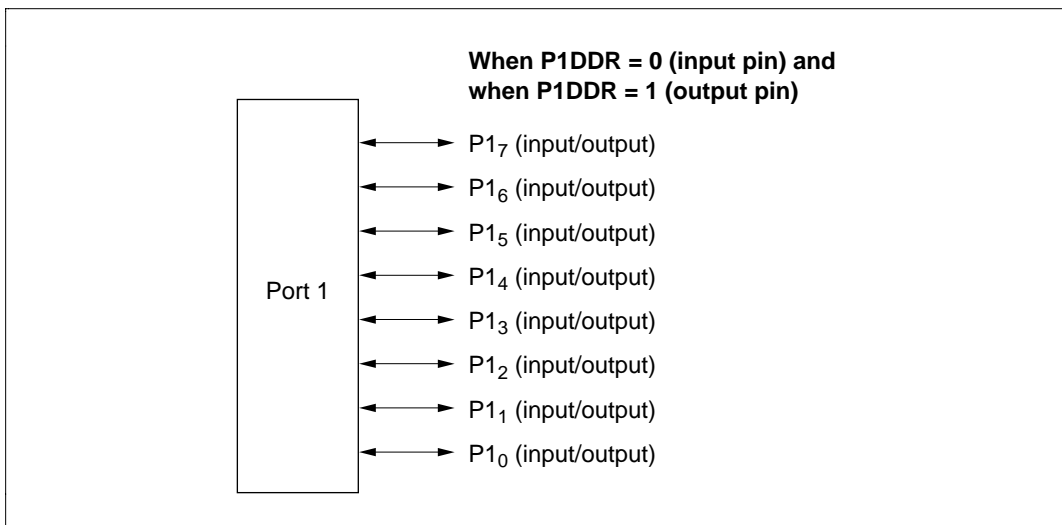 When P1DDR = 0 (input pin) and
when P1DDR = 1 (output pin)
Port 1
P1₇ (input/output)
P1₆ (input/output)
P1₅ (input/output)
P1₄ (input/output)
P1₃ (input/output)
P1₂ (input/output)
P1₁ (input/output)
P1₀ (input/output)